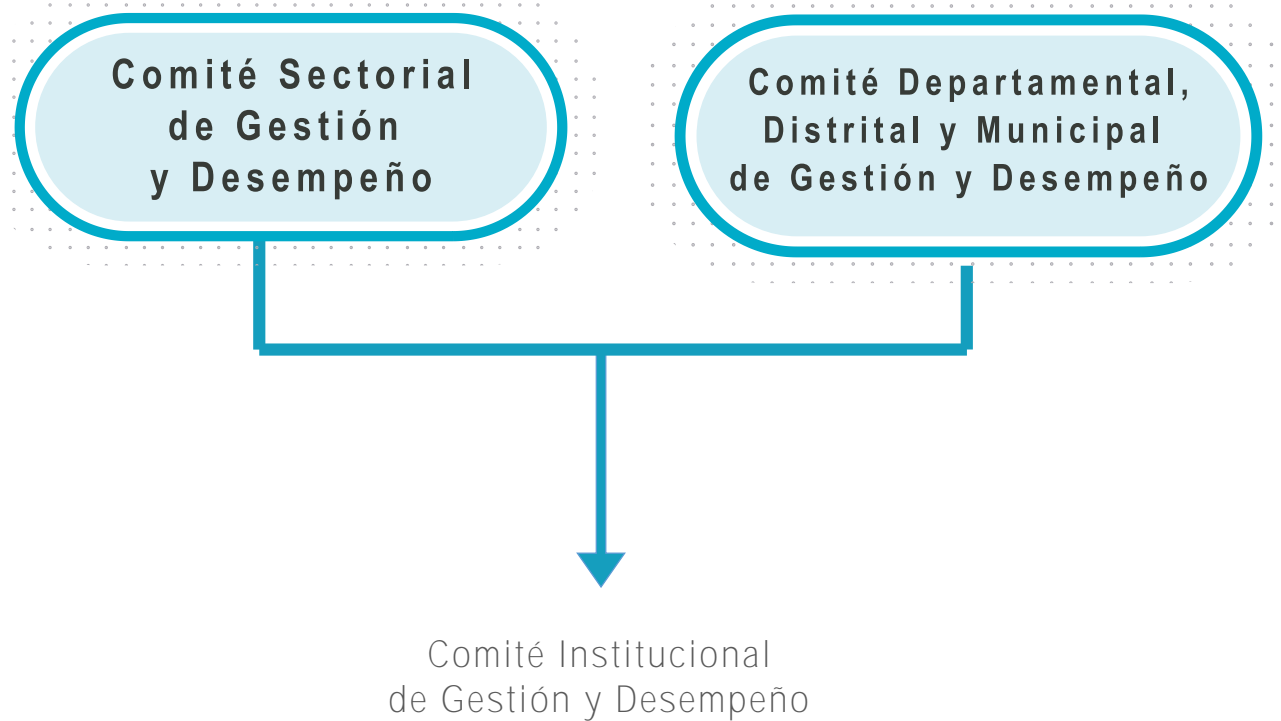 Comité Sectorial
de Gestión
y Desempeño
Comité Departamental,
Distrital y Municipal
de Gestión y Desempeño
Comité Institucional
de Gestión y Desempeño